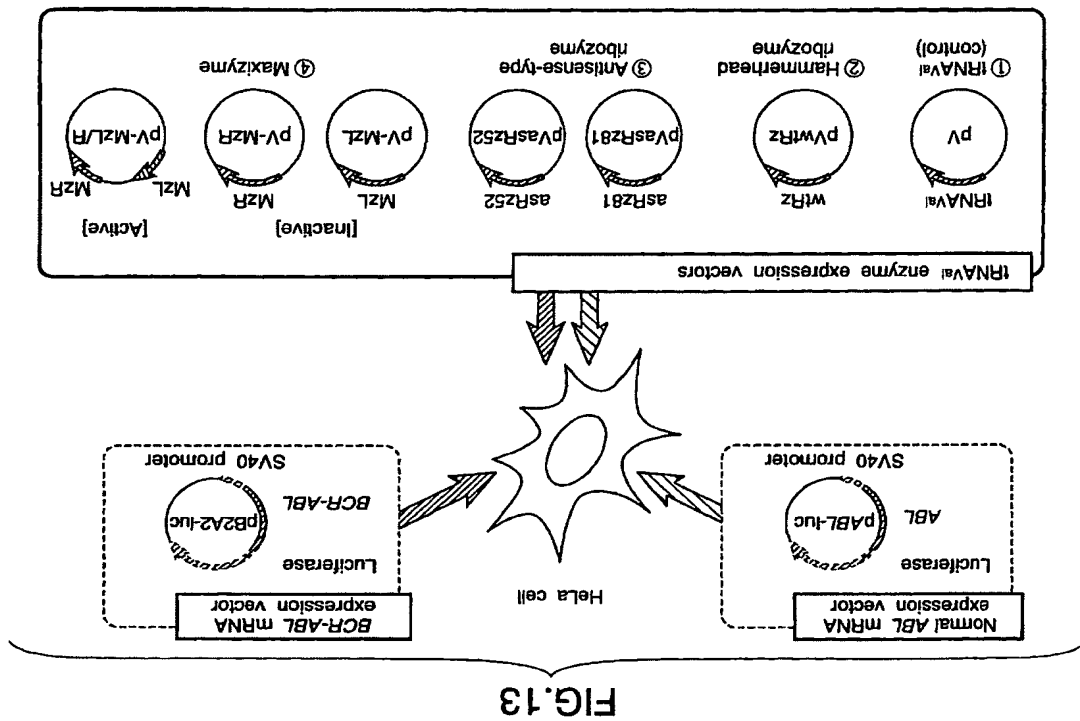 FIG.13
Normal ABL mRNA
expression vector
Luciferase
pABL-luc
ABL
SV40 promoter
HeLa cell
BCR-ABL mRNA
expression vector
Luciferase
pB2A2-luc
BCR-ABL
SV40 promoter
tRNAVal enzyme expression vectors
tRNAVal
pV
① tRNAVal
(control)
wtRz
pVwtRz
② Hammerhead
ribozyme
asRz81
pVasRz81
asRz52
pVasRz52
③ Antisense-type
ribozyme
[Inactive]
MzL
pV-MzL
MzR
pV-MzR
[Active]
MzL
MzR
pV-MzL/R
④ Maxizyme